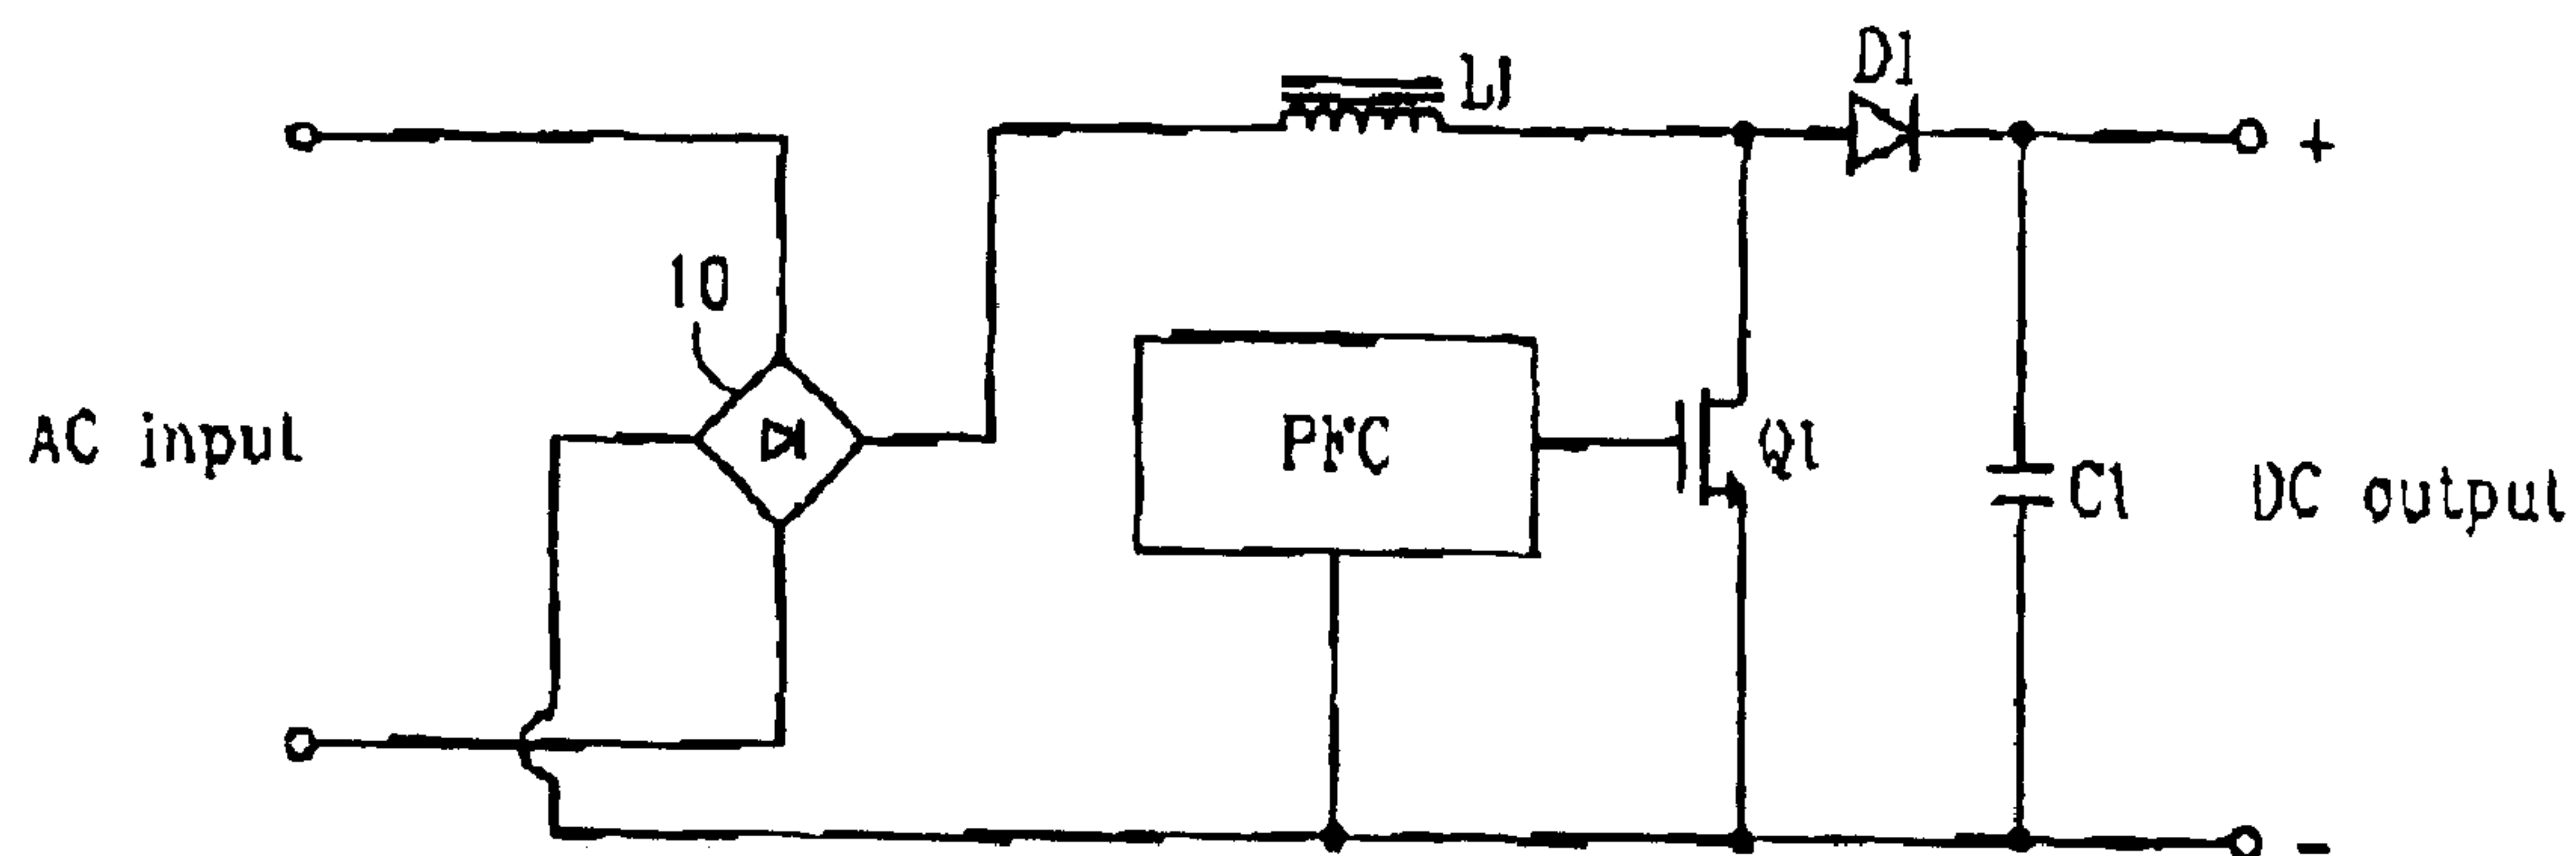 D1
L1
+
10
AC input
PFC
Q1
C1
DC output
-